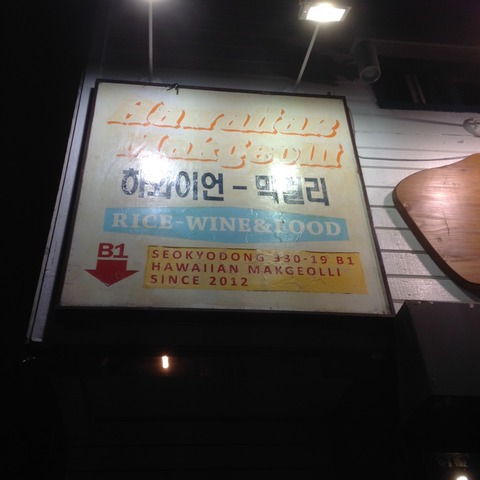 Hawaiian
Makgeolli
하와이언 - 막걸리
RICE-WINE&FOOD
B1
SEOKYODONG 330-19 B1
HAWAIIAN MAKGEOLLI
SINCE 2012